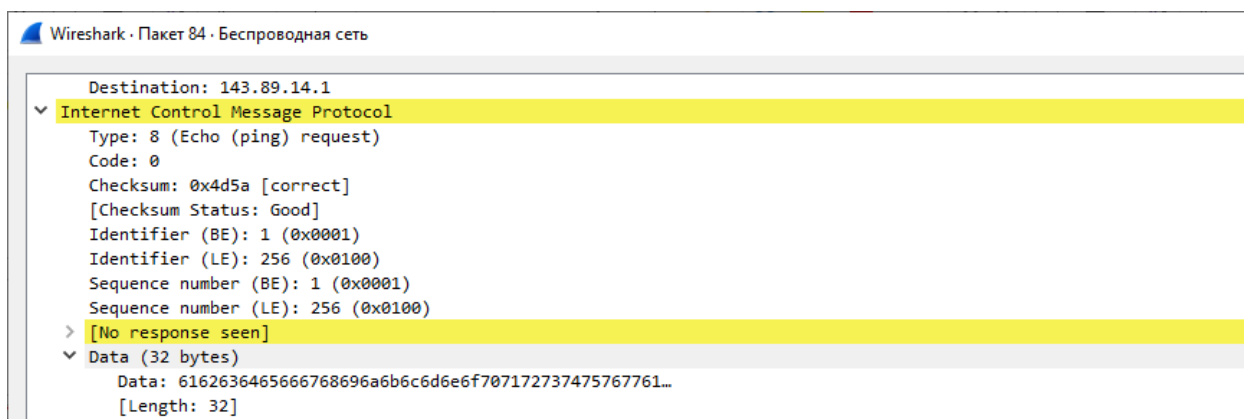 Wireshark · Пакет 84 · Беспроводная сеть
Destination: 143.89.14.1
Internet Control Message Protocol
Type: 8 (Echo (ping) request)
Code: 0
Checksum: 0x4d5a [correct]
[Checksum Status: Good]
Identifier (BE): 1 (0x0001)
Identifier (LE): 256 (0x0100)
Sequence number (BE): 1 (0x0001)
Sequence number (LE): 256 (0x0100)
[No response seen]
Data (32 bytes)
Data: 6162636465666768696a6b6c6d6e6f7071727374757677​61…
[Length: 32]